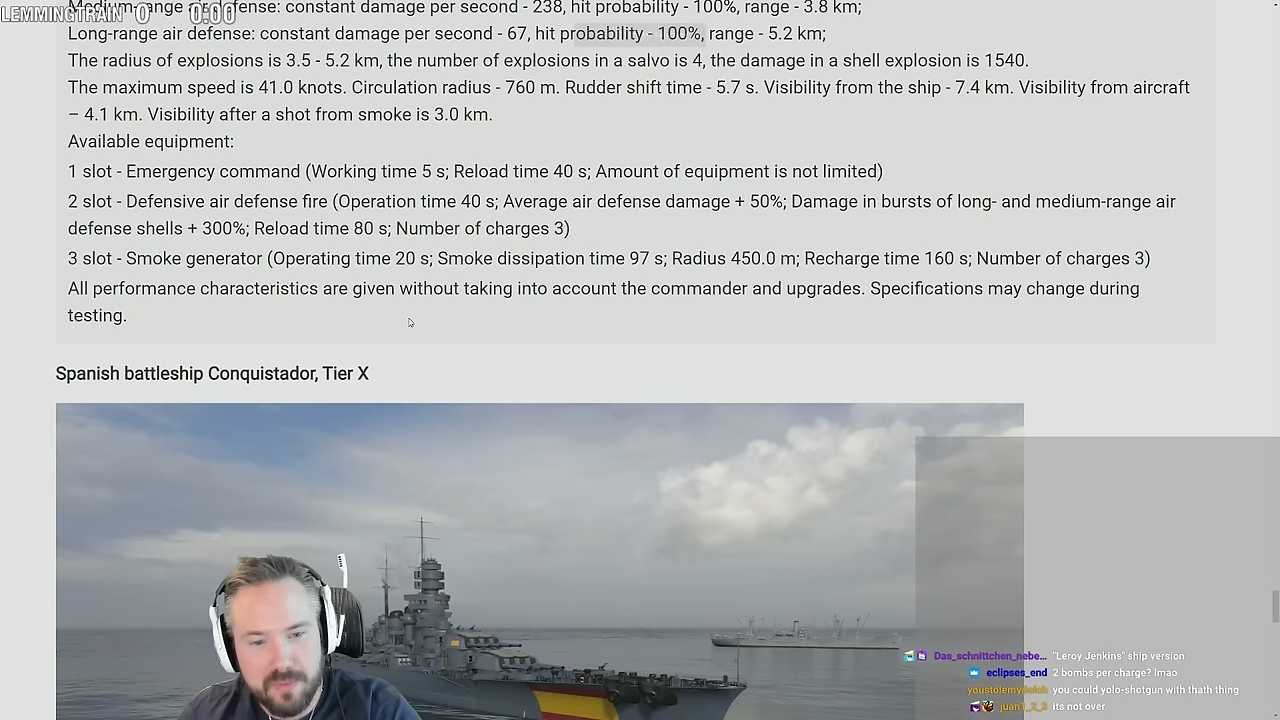 LEMMINGTRAIN 0 0:00
Medium-range air defense: constant damage per second - 238, hit probability - 100%, range - 3.8 km;
Long-range air defense: constant damage per second - 67, hit probability - 100%, range - 5.2 km;
The radius of explosions is 3.5 - 5.2 km, the number of explosions in a salvo is 4, the damage in a shell explosion is 1540.
The maximum speed is 41.0 knots. Circulation radius - 760 m. Rudder shift time - 5.7 s. Visibility from the ship - 7.4 km. Visibility from aircraft
– 4.1 km. Visibility after a shot from smoke is 3.0 km.
Available equipment:
1 slot - Emergency command (Working time 5 s; Reload time 40 s; Amount of equipment is not limited)
2 slot - Defensive air defense fire (Operation time 40 s; Average air defense damage + 50%; Damage in bursts of long- and medium-range air
defense shells + 300%; Reload time 80 s; Number of charges 3)
3 slot - Smoke generator (Operating time 20 s; Smoke dissipation time 97 s; Radius 450.0 m; Recharge time 160 s; Number of charges 3)
All performance characteristics are given without taking into account the commander and upgrades. Specifications may change during
testing.
Spanish battleship Conquistador, Tier X
Das_schnittchen_nebe... "Leroy Jenkins" ship version
eclipses_end 2 bombs per charge? lmao
you could yolo-shotgun with thath thing
juan1_2_3 its not over